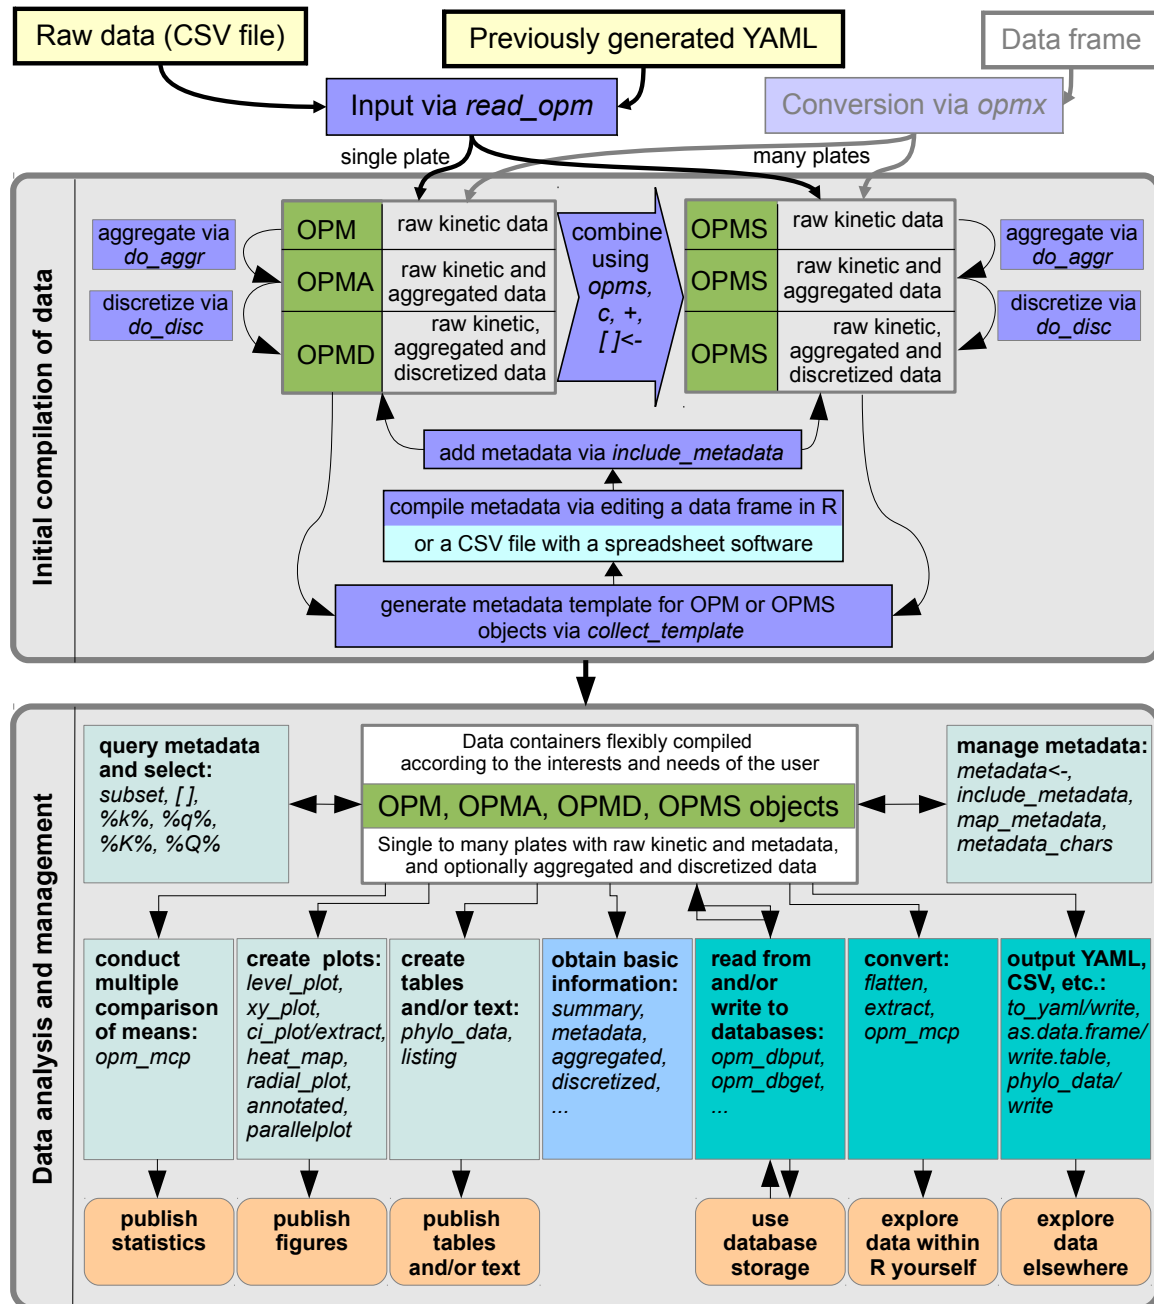 Raw data (CSV file)
Previously generated YAML
Data frame
Input via read_opm
Conversion via opmx
single plate
many plates
Initial compilation of data
aggregate via
do_aggr
discretize via
do_disc
OPM
raw kinetic data
OPMA
raw kinetic and
aggregated data
OPMD
raw kinetic,
aggregated and
discretized data
combine
using
opms,
c, +,
[ ]<-
OPMS
raw kinetic data
OPMS
raw kinetic and
aggregated data
OPMS
raw kinetic,
aggregated and
discretized data
aggregate via
do_aggr
discretize via
do_disc
add metadata via include_metadata
compile metadata via editing a data frame in R
or a CSV file with a spreadsheet software
generate metadata template for OPM or OPMS
objects via collect_template
Data analysis and management
query metadata
and select:
subset, [ ],
%k%, %q%,
%K%, %Q%
Data containers flexibly compiled
according to the interests and needs of the user
OPM, OPMA, OPMD, OPMS objects
Single to many plates with raw kinetic and metadata,
and optionally aggregated and discretized data
manage metadata:
metadata<-,
include_metadata,
map_metadata,
metadata_chars
conduct
multiple
comparison
of means:
opm_mcp
create plots:
level_plot,
xy_plot,
ci_plot/extract,
heat_map,
radial_plot,
annotated,
parallelplot
create
tables
and/or text:
phylo_data,
listing
obtain basic
information:
summary,
metadata,
aggregated,
discretized,
...
read from
and/or
write to
databases:
opm_dbput,
opm_dbget,
...
convert:
flatten,
extract,
opm_mcp
output YAML,
CSV, etc.:
to_yaml/write,
as.data.frame/
write.table,
phylo_data/
write
publish
statistics
publish
figures
publish
tables
and/or text
use
database
storage
explore
data within
R yourself
explore
data
elsewhere